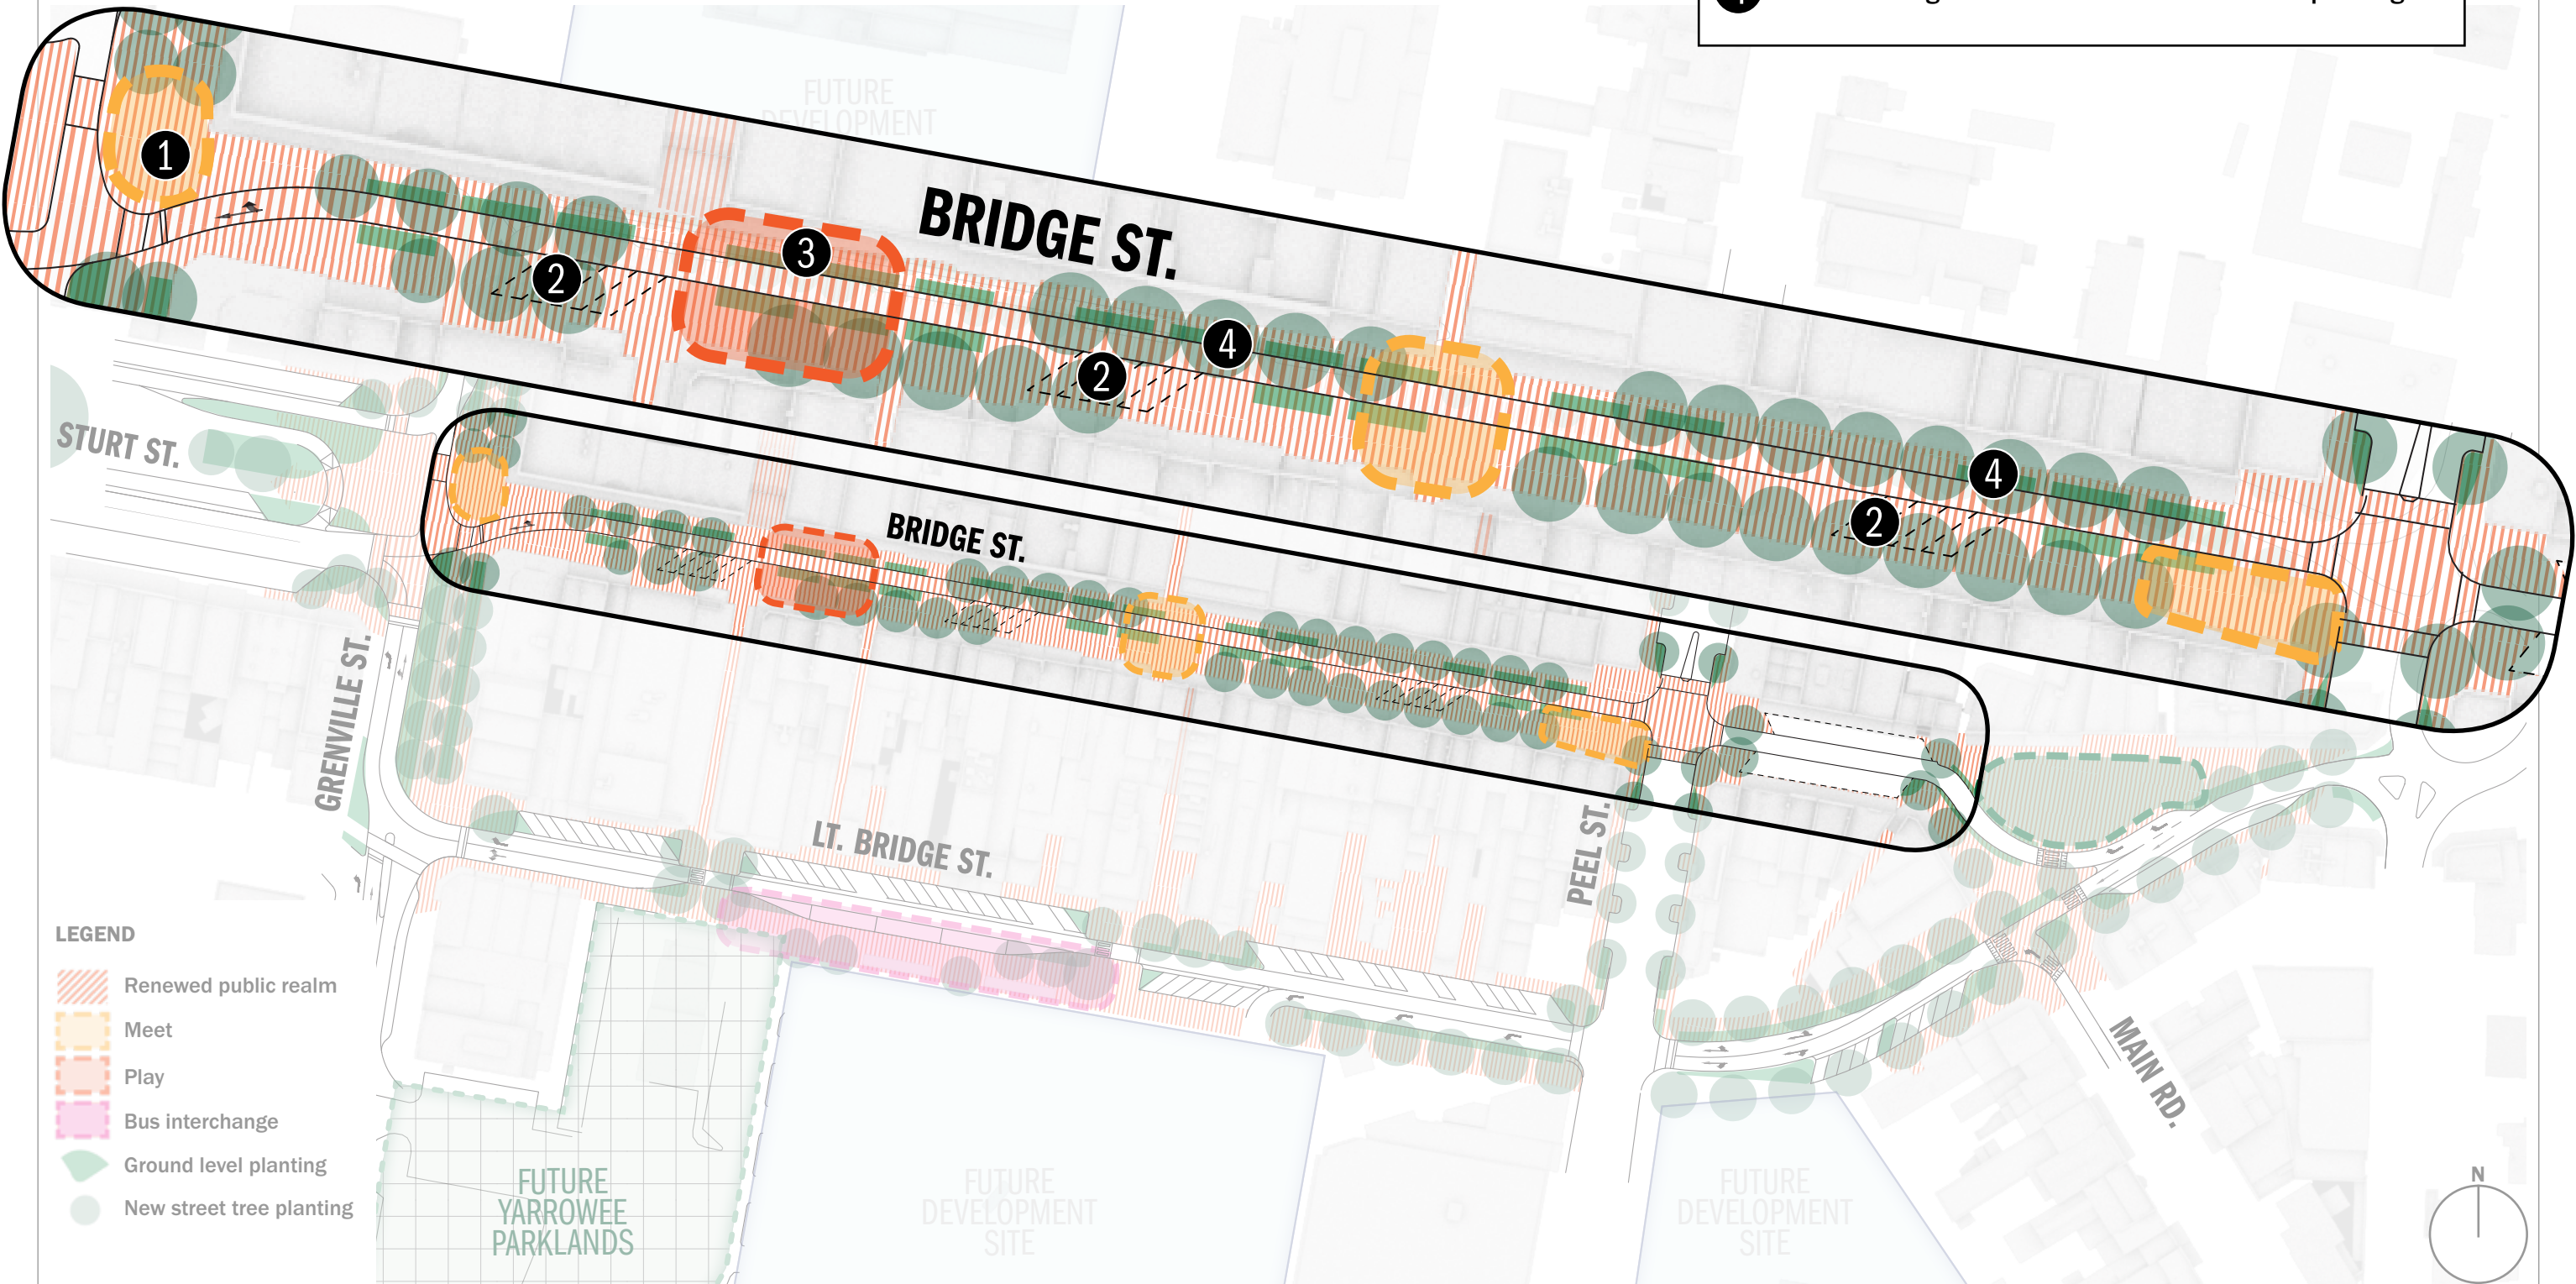 4
FUTURE
DEVELOPMENT
1
BRIDGE ST.
3
2
4
2
4
2
STURT ST.
BRIDGE ST.
GRENVILLE ST.
LT. BRIDGE ST.
PEEL ST.
MAIN RD.
LEGEND
Renewed public realm
Meet
Play
Bus interchange
Ground level planting
New street tree planting
FUTURE
YARROWEE
PARKLANDS
FUTURE
DEVELOPMENT
SITE
FUTURE
DEVELOPMENT
SITE
N